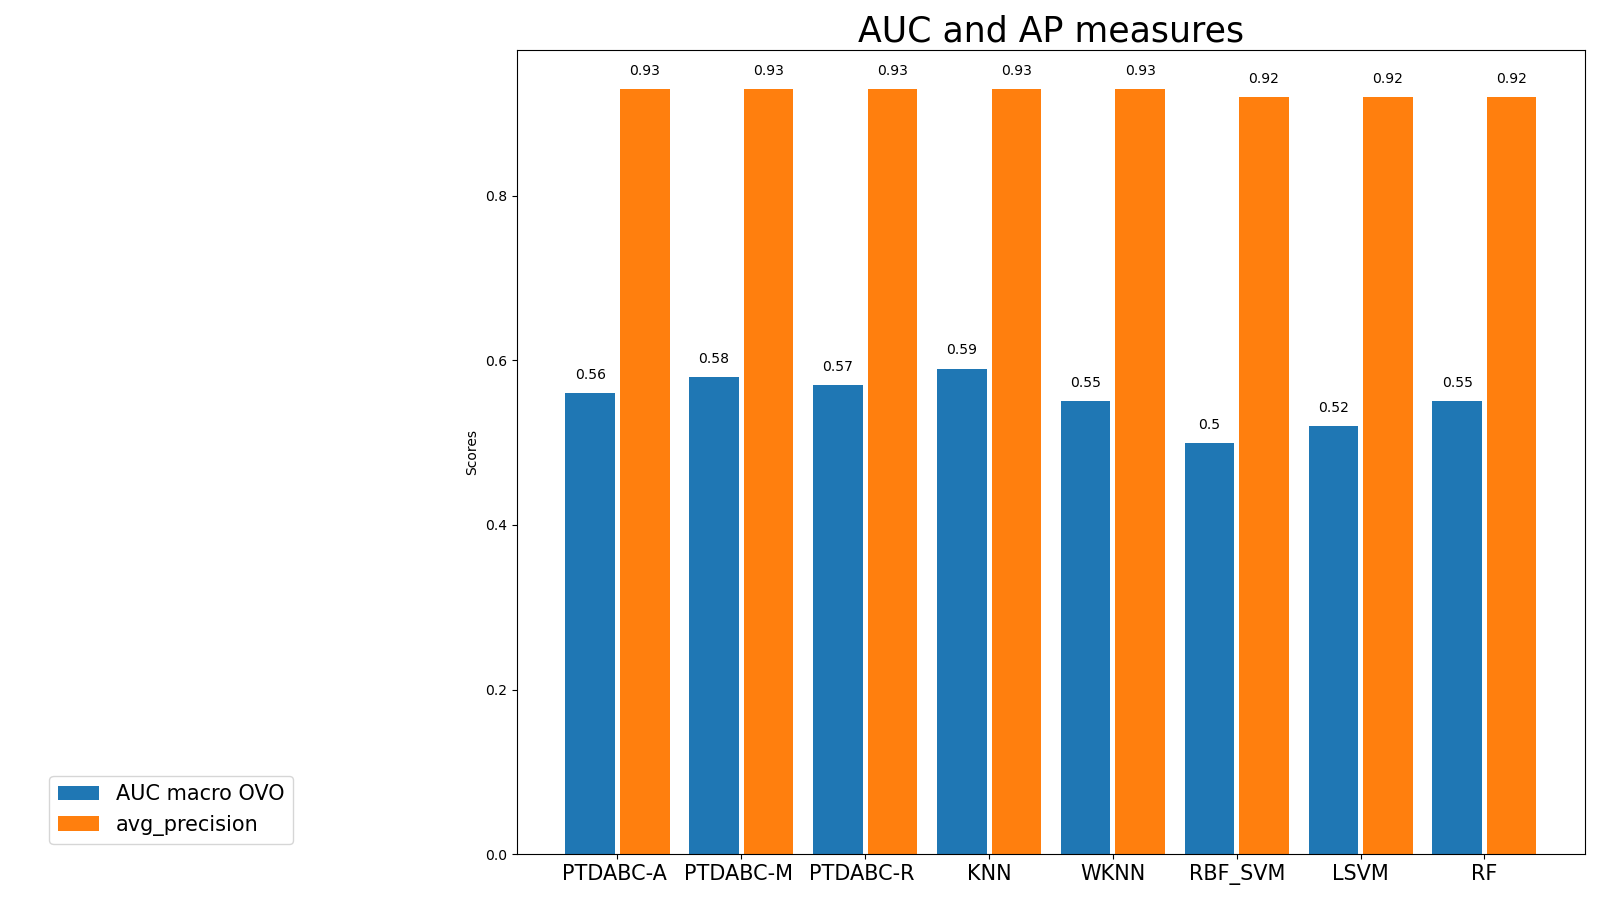 AUC and AP measures
0.93 0.93 0.93 0.93 0.93 0.92 0.92 0.92
0.8
0.6
0.56 0.58 0.57 0.59 0.55 0.5 0.52 0.55
Scores
0.4
0.2
0.0
PTDABC-A PTDABC-M PTDABC-R KNN WKNN RBF_SVM LSVM RF
AUC macro OVO
avg_precision